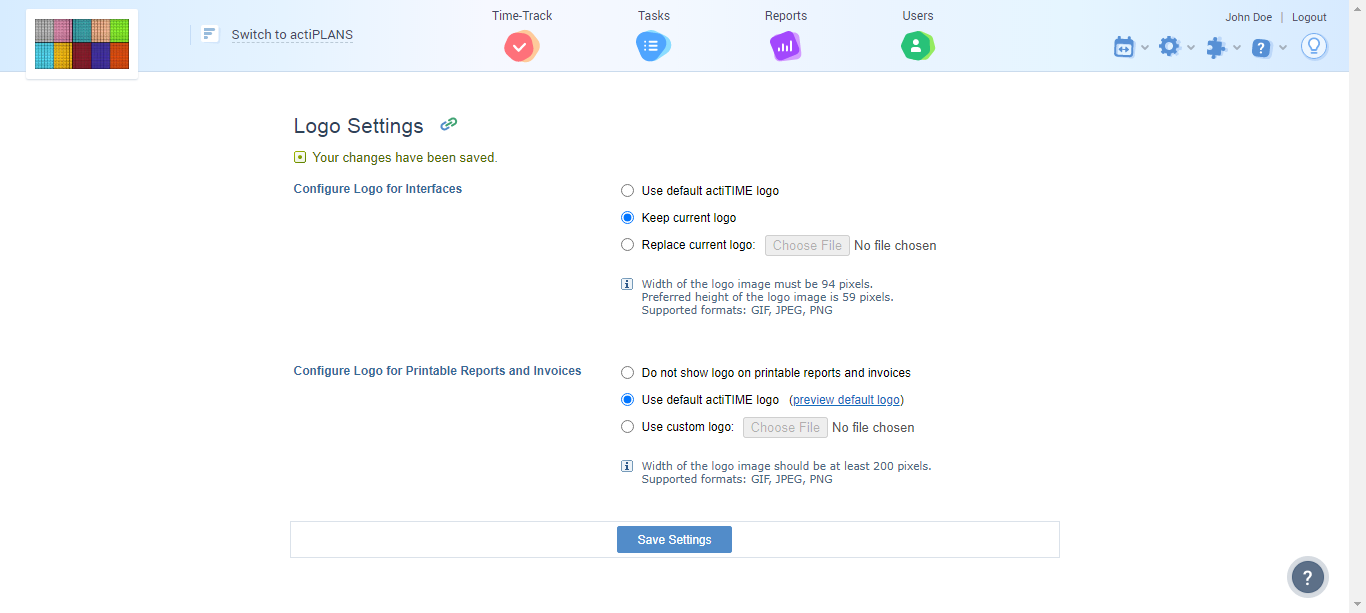 Switch to actiPLANS
Time-Track
Tasks
Reports
Users
John Doe | Logout
Logo Settings
Your changes have been saved.
Configure Logo for Interfaces
Use default actiTIME logo
Keep current logo
Replace current logo: Choose File No file chosen
Width of the logo image must be 94 pixels.
Preferred height of the logo image is 59 pixels.
Supported formats: GIF, JPEG, PNG
Configure Logo for Printable Reports and Invoices
Do not show logo on printable reports and invoices
Use default actiTIME logo (preview default logo)
Use custom logo: Choose File No file chosen
Width of the logo image should be at least 200 pixels.
Supported formats: GIF, JPEG, PNG
Save Settings
?